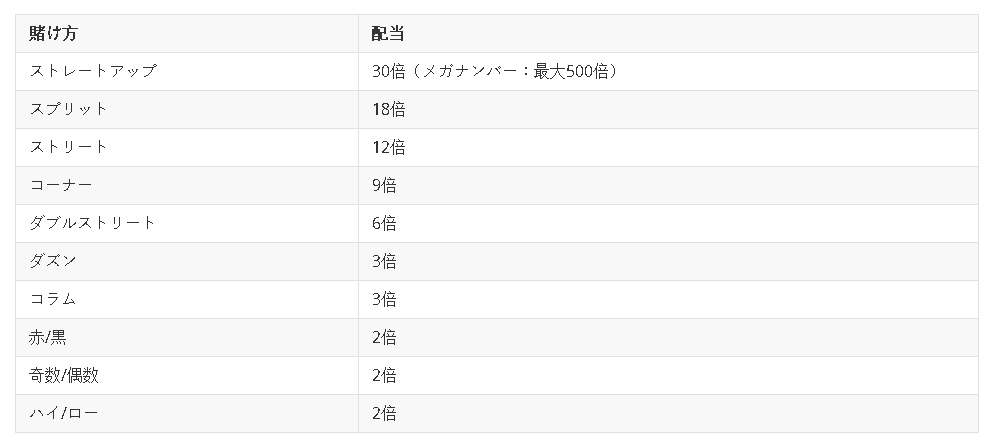 賭け方 配当
ストレートアップ 30倍（メガナンバー：最大500倍）
スプリット 18倍
ストリート 12倍
コーナー 9倍
ダブルストリート 6倍
ダズン 3倍
コラム 3倍
赤/黒 2倍
奇数/偶数 2倍
ハイ/ロー 2倍